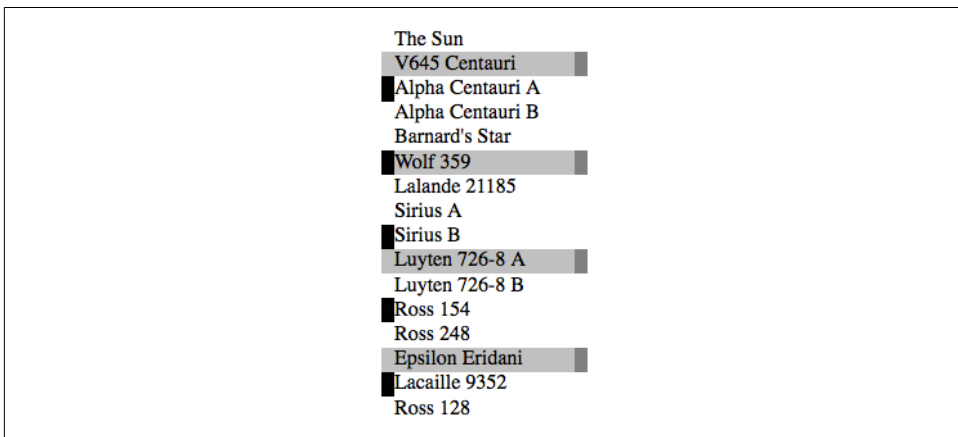 The Sun
V645 Centauri
Alpha Centauri A
Alpha Centauri B
Barnard's Star
Wolf 359
Lalande 21185
Sirius A
Sirius B
Luyten 726-8 A
Luyten 726-8 B
Ross 154
Ross 248
Epsilon Eridani
Lacaille 9352
Ross 128